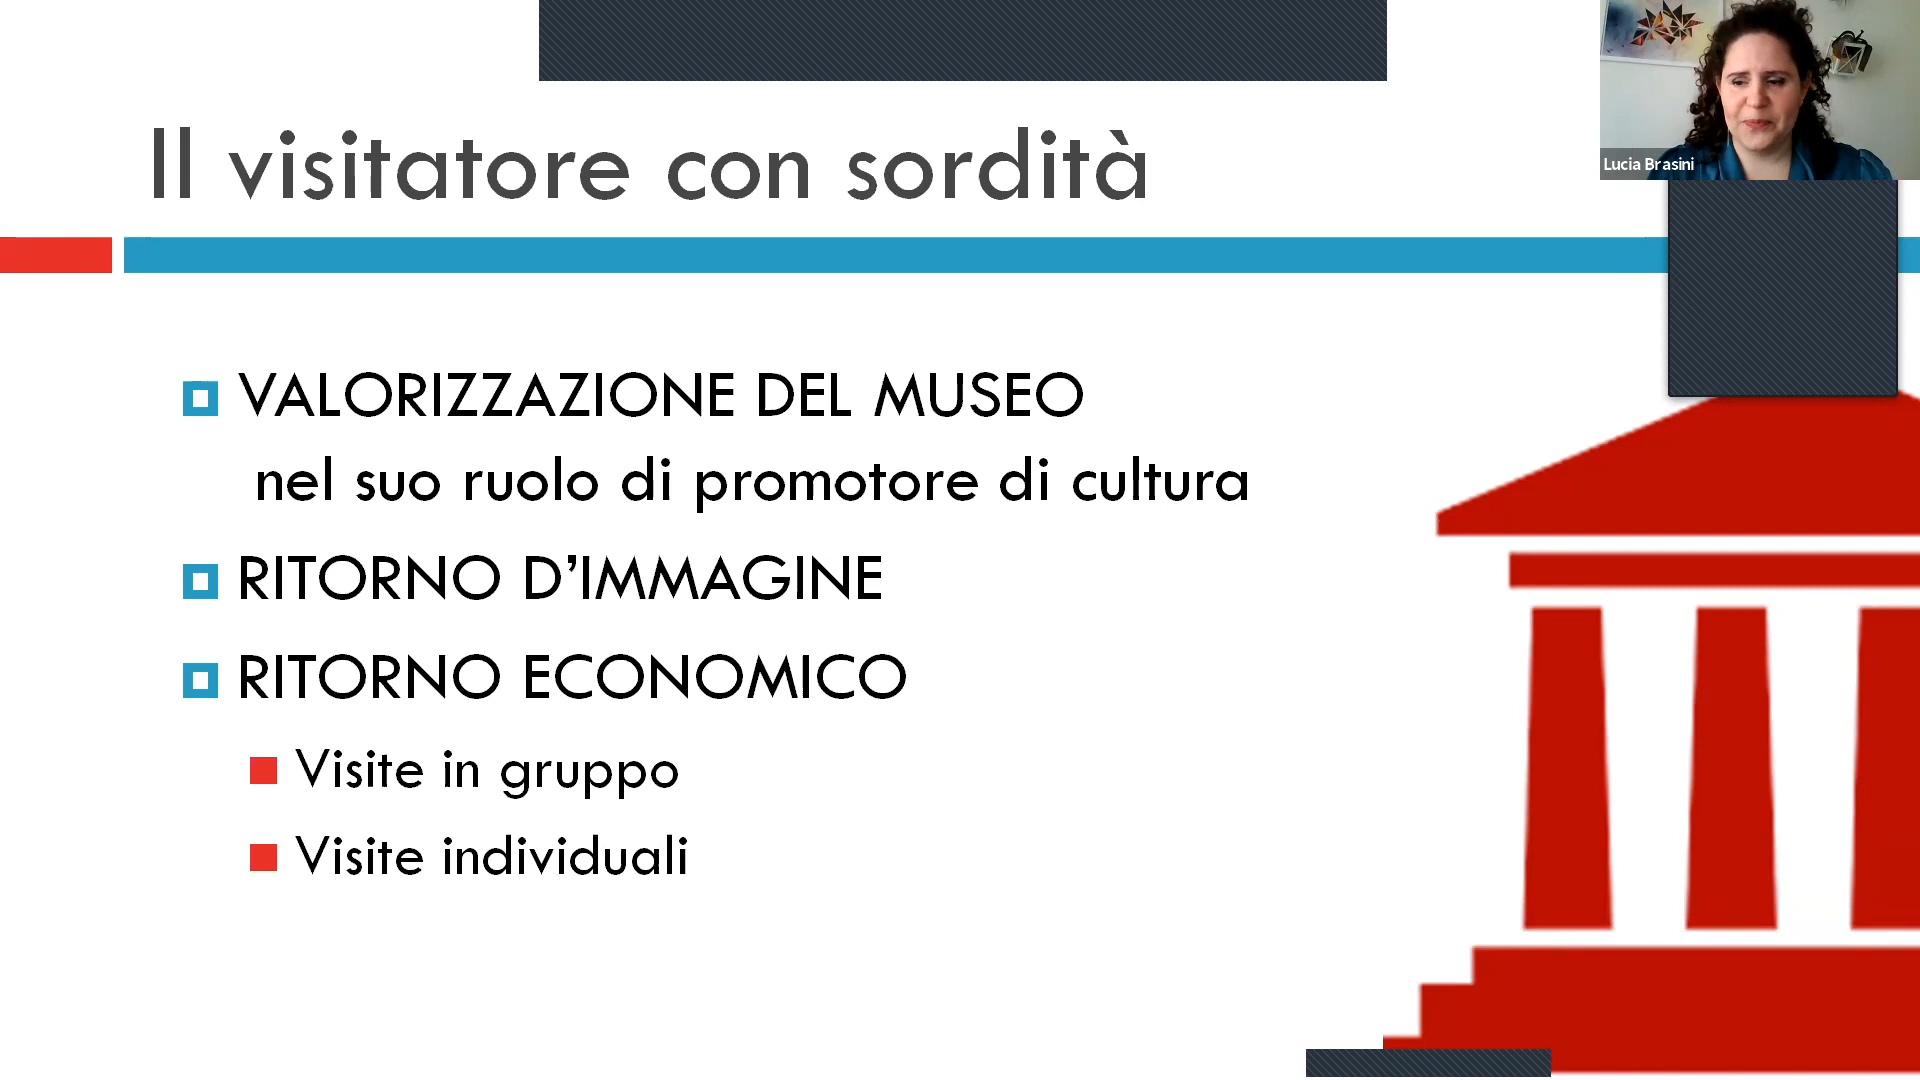 Lucia Brasini
Il visitatore con sordità
VALORIZZAZIONE DEL MUSEO
nel suo ruolo di promotore di cultura
RITORNO D’IMMAGINE
RITORNO ECONOMICO
Visite in gruppo
Visite individuali